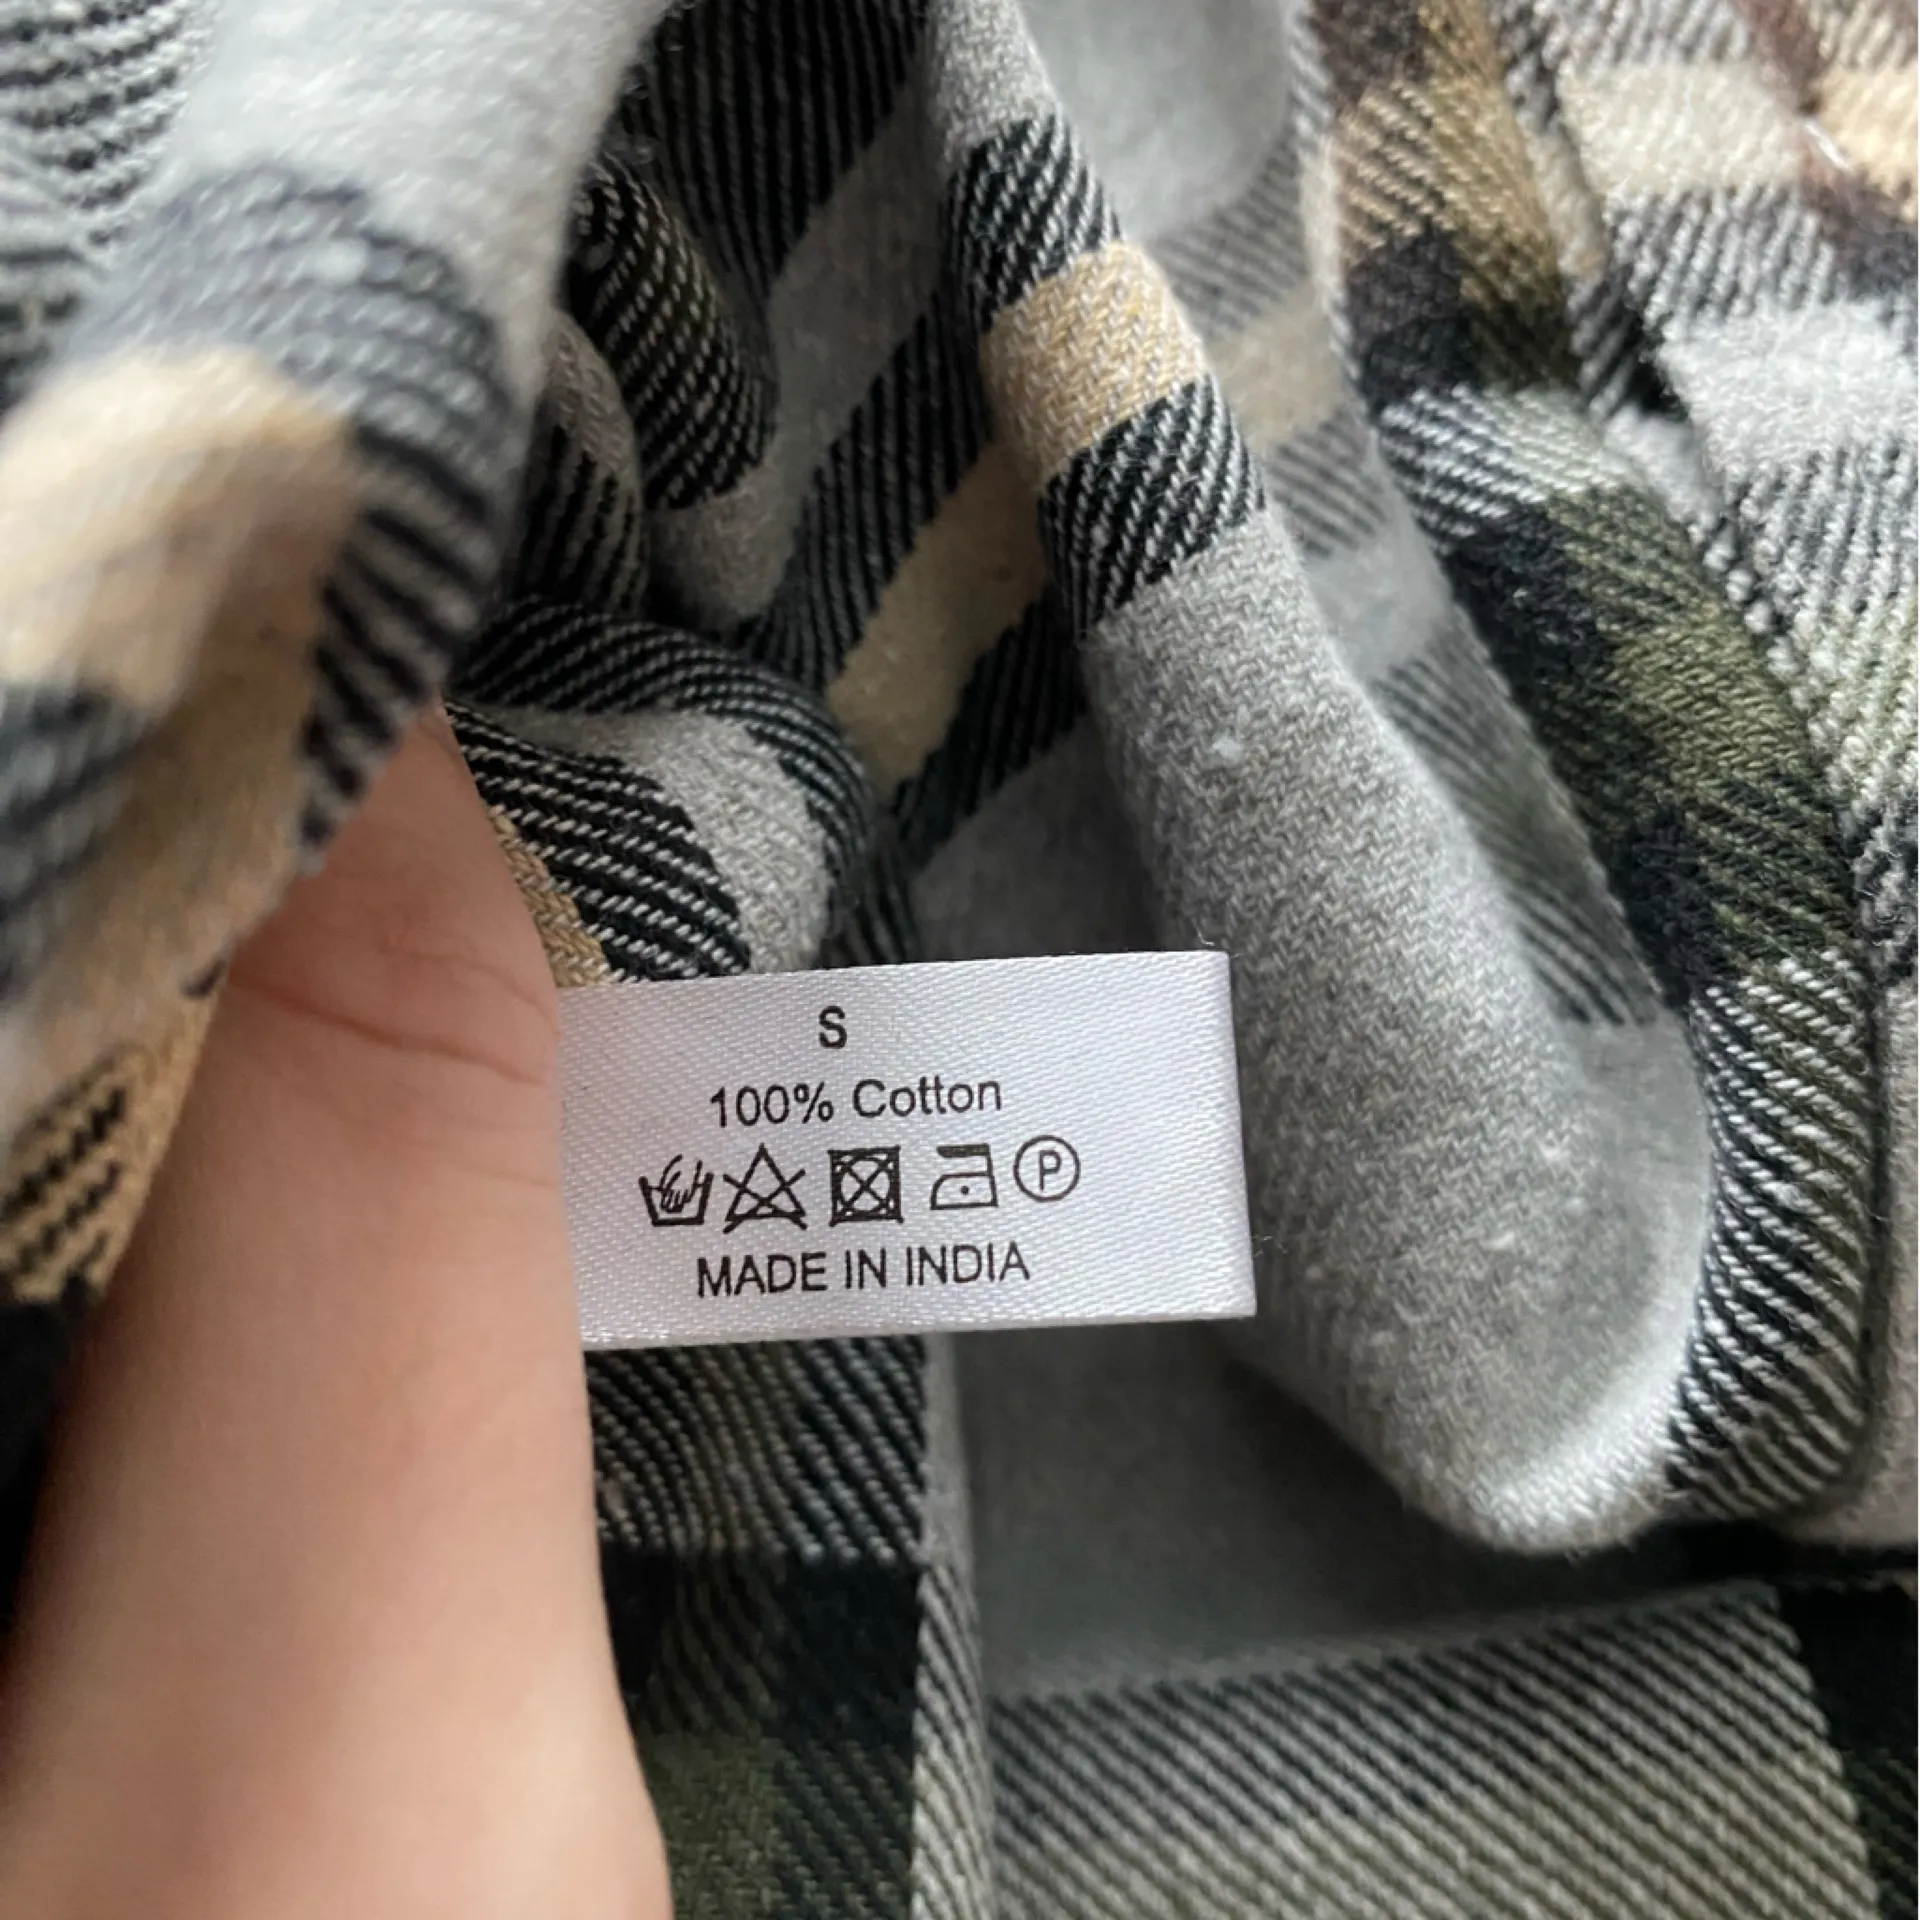 S
100% Cotton
P
MADE IN INDIA